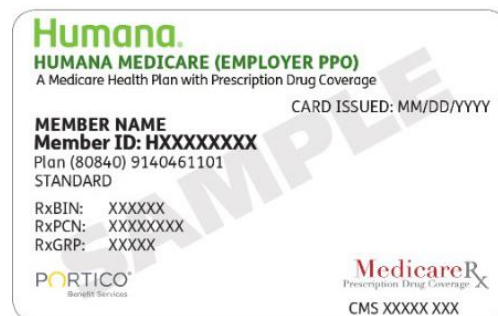 Humana.
HUMANA MEDICARE (EMPLOYER PPO)
A Medicare Health Plan with Prescription Drug Coverage
CARD ISSUED: MM/DD/YYYY
MEMBER NAME
Member ID: HXXXXXXXX
Plan (80840) 9140461101
STANDARD
RxBIN: XXXXXX
RxPCN: XXXXXXXX
RxGRP: XXXXX
SAMPLE
PORTICO®
Benefit Services
MedicareRx
Prescription Drug Coverage
CMS XXXXX XXX